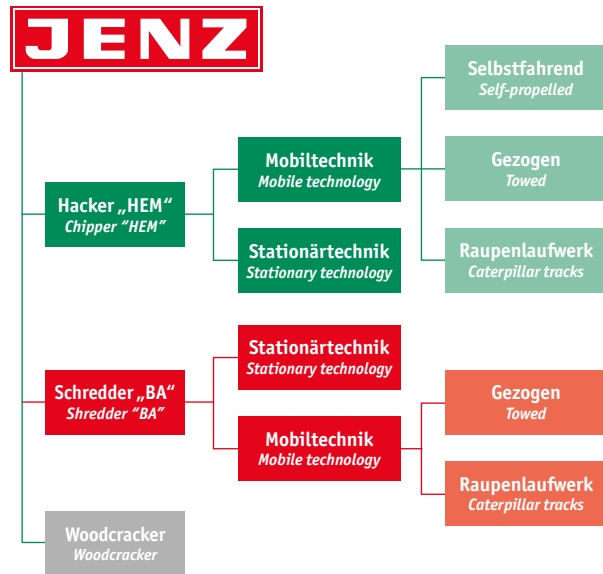 JENZ
Hacker „HEM“
Chipper “HEM”
Mobiltechnik
Mobile technology
Selbstfahrend
Self-propelled
Gezogen
Towed
Raupenlaufwerk
Caterpillar tracks
Stationärtechnik
Stationary technology
Schredder „BA“
Shredder “BA”
Stationärtechnik
Stationary technology
Mobiltechnik
Mobile technology
Gezogen
Towed
Raupenlaufwerk
Caterpillar tracks
Woodcracker
Woodcracker